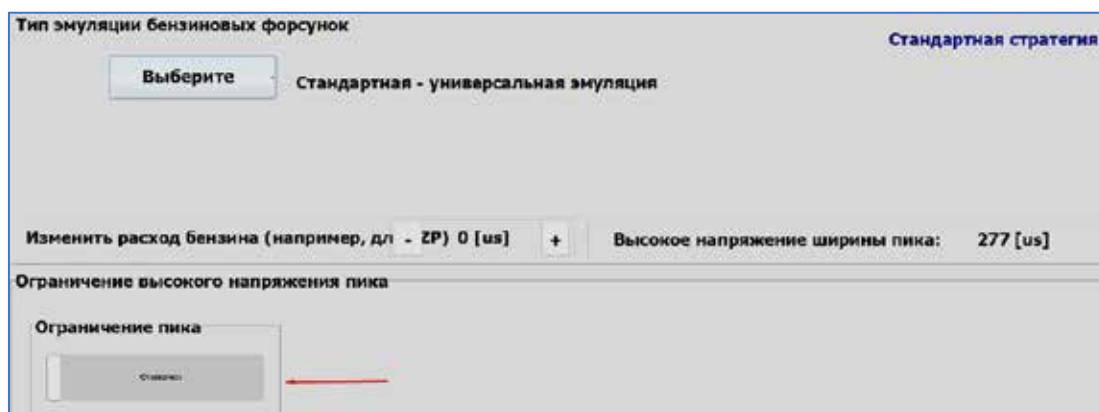 Тип эмуляции бензиновых форсунок
Стандартная стратегия
Выберите
Стандартная - универсальная эмуляция
Изменить расход бензина (например, дл - ZP) 0 [us] +
Высокое напряжение ширины пика: 277 [us]
Ограничение высокого напряжения пика
Ограничение пика